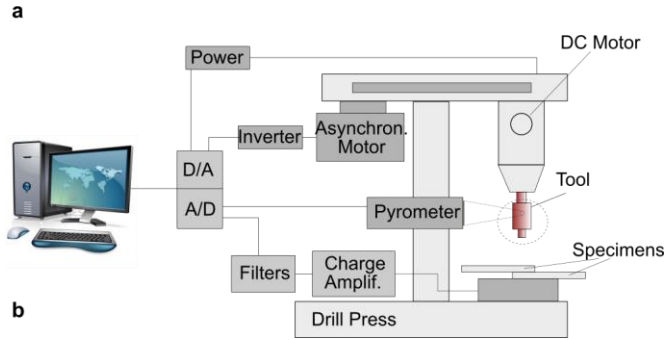 a
Power
DC Motor
Inverter
Asynchron.
Motor
D/A
A/D
Pyrometer
Tool
Specimens
Filters
Charge
Amplif.
b
Drill Press